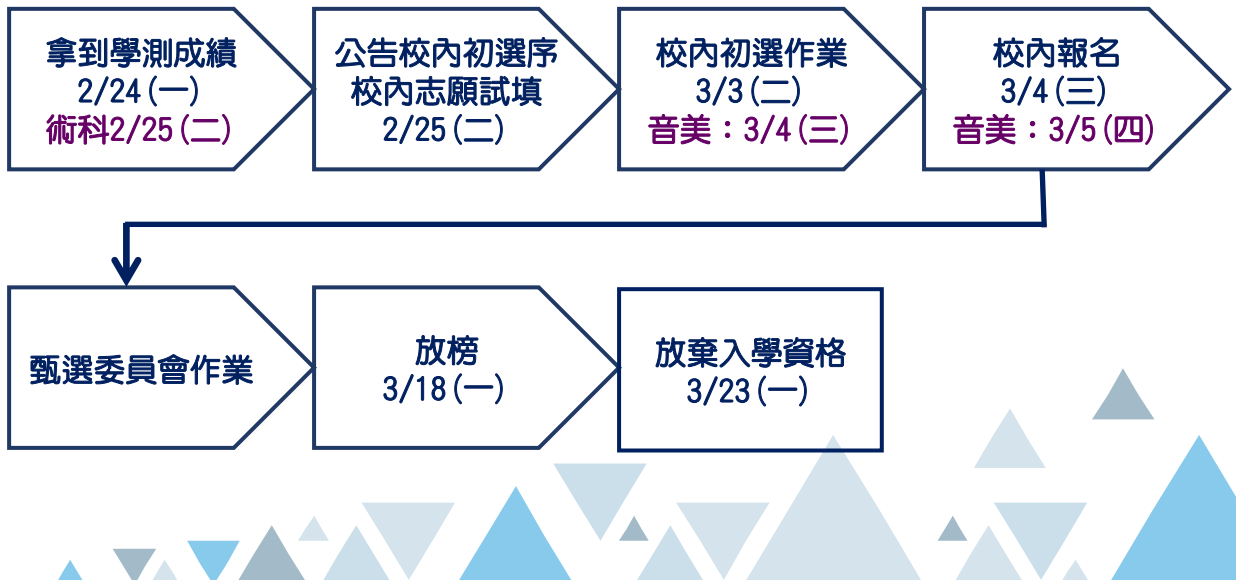 拿到學測成績
2/24(一)
術科2/25(二)
公告校內初選序
校內志願試填
2/25(二)
校內初選作業
3/3(二)
音美：3/4(三)
校內報名
3/4(三)
音美：3/5(四)
甄選委員會作業
放榜
3/18(一)
放棄入學資格
3/23(一)